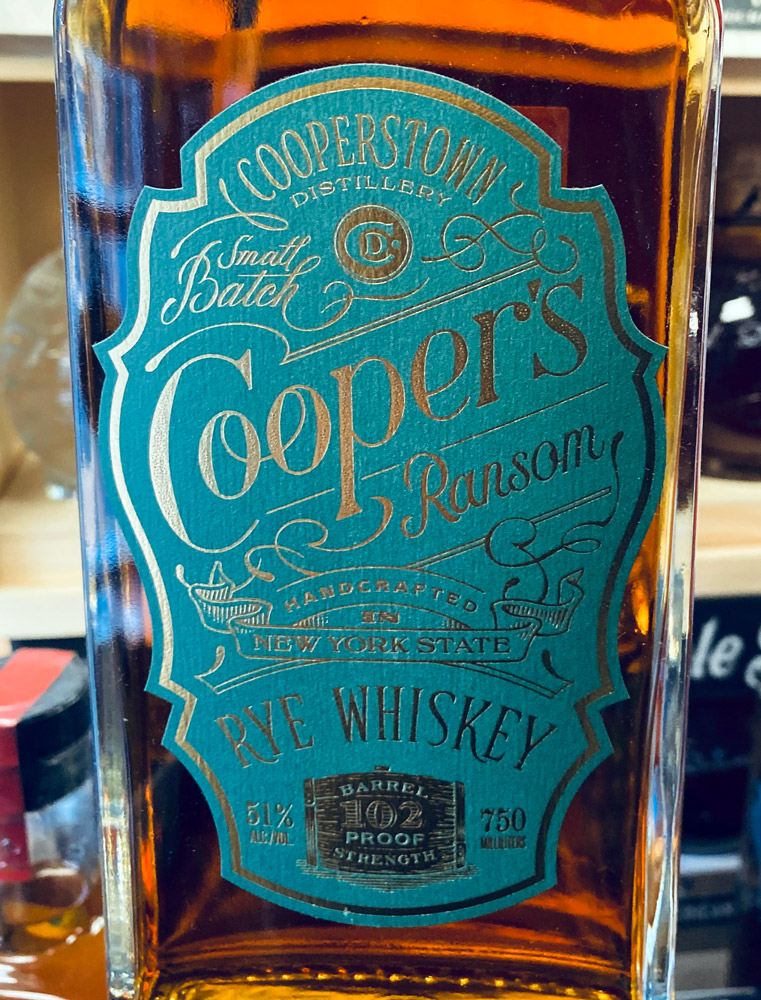 COOPERSTOWN
DISTILLERY
Small
Batch
CD
Cooper's
Ransom
HANDCRAFTED
IN
NEW YORK STATE
RYE WHISKEY
51%
ALC/VOL.
BARREL
102
PROOF
STRENGTH
750
MILLILITERS